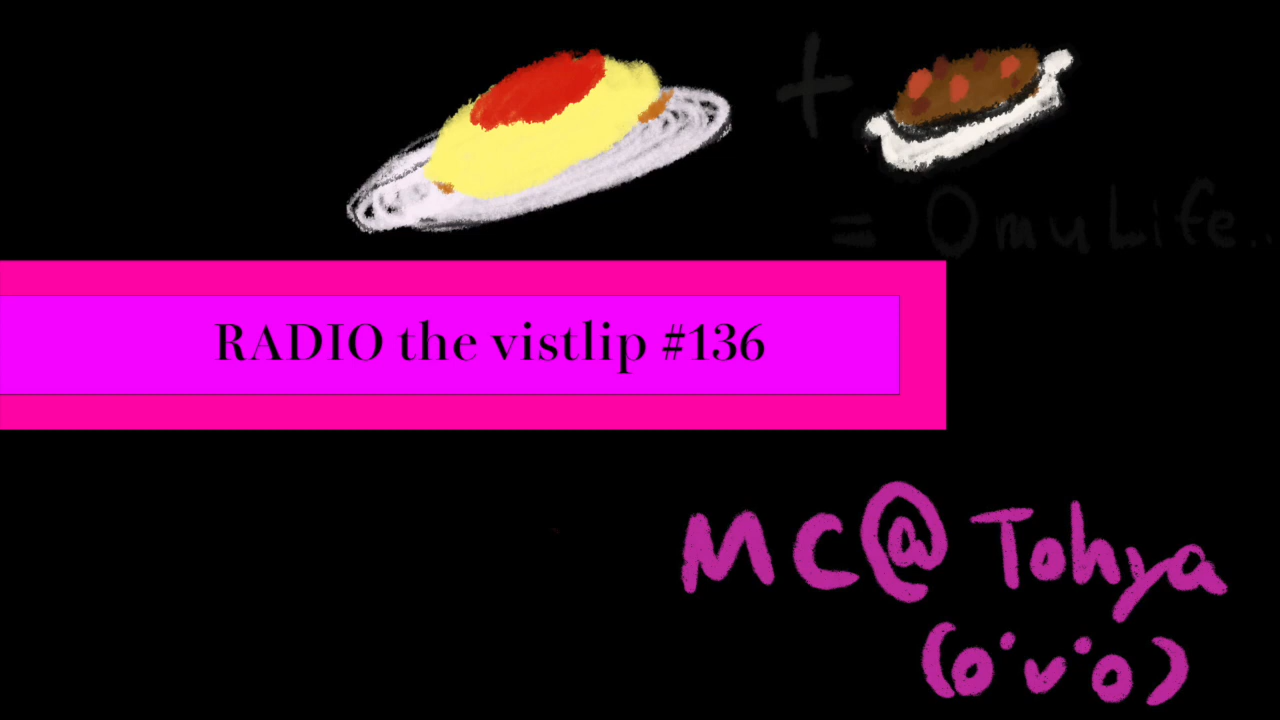 +
= OmuLife..
RADIO the vistlip #136
MC@Tohya
(o'v'o)